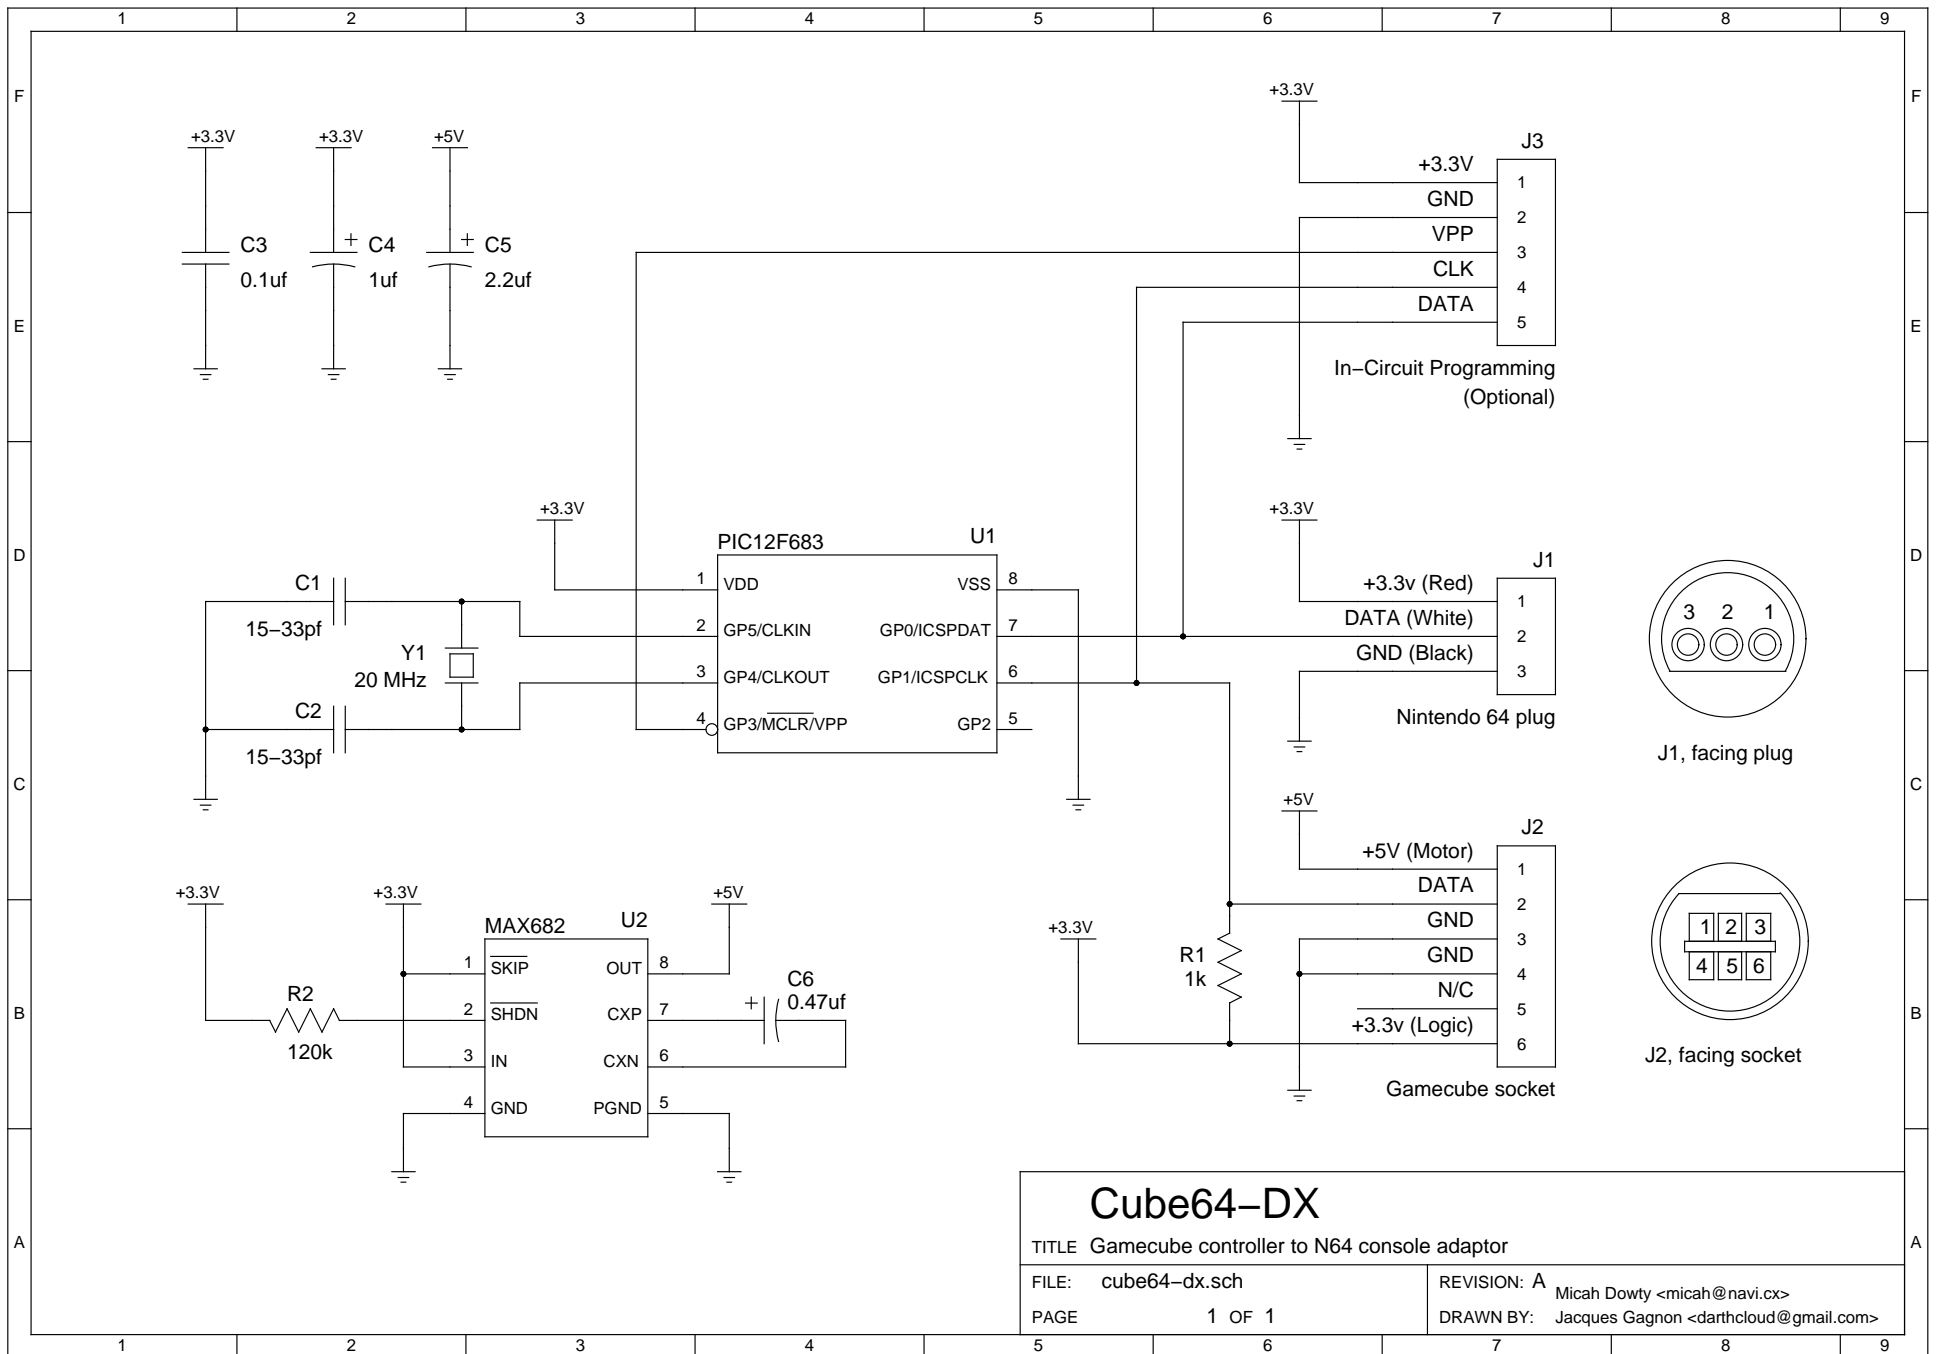 1 2 3 4 5 6 7 8 9
F F
+3.3V
+3.3V +3.3V +5V
J3
+3.3V
1
GND
2
VPP
3
CLK
4
DATA
5
+ C4
1uf
C3
0.1uf
+ C5
2.2uf
E E
In–Circuit Programming
(Optional)
+3.3V
+3.3V
PIC12F683 U1
D D
J1
1 VDD VSS 8
2 GP5/CLKIN GP0/ICSPDAT 7
3 GP4/CLKOUT GP1/ICSPCLK 6
4 GP3/MCLR/VPP GP2 5
C1
15–33pf
Y1
20 MHz
C2
15–33pf
+3.3v (Red)
1
DATA (White)
2
GND (Black)
3
Nintendo 64 plug
3 2 1
J1, facing plug
C C
+5V
J2
+5V (Motor)
1
DATA
2
GND
3
GND
4
N/C
5
+3.3v (Logic)
6
Gamecube socket
1 2 3
4 5 6
J2, facing socket
+3.3V +3.3V +5V
MAX682 U2
+3.3V
1 SKIP OUT 8
2 SHDN CXP 7
3 IN CXN 6
4 GND PGND 5
R2
120k
C6
+ 0.47uf
R1
1k
B B
Cube64–DX
TITLE Gamecube controller to N64 console adaptor
A A
FILE: cube64–dx.sch
REVISION: A
Micah Dowty <micah@navi.cx>
PAGE 1 OF 1
DRAWN BY: Jacques Gagnon <darthcloud@gmail.com>
1 2 3 4 5 6 7 8 9